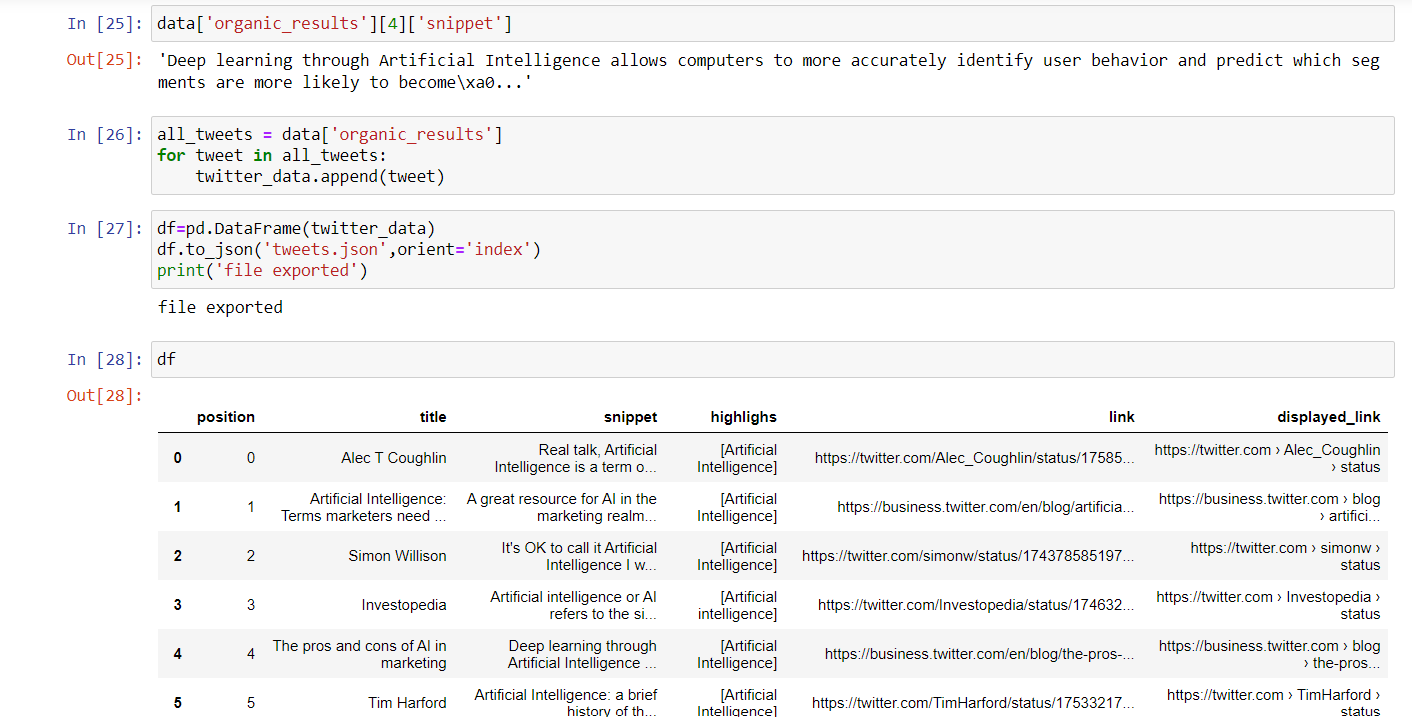 In [25]: data['organic_results'][4]['snippet']
Out[25]: 'Deep learning through Artificial Intelligence allows computers to more accurately identify user behavior and predict which seg
ments are more likely to become\xa0...'
In [26]: all_tweets = data['organic_results']
for tweet in all_tweets:
    twitter_data.append(tweet)
In [27]: df=pd.DataFrame(twitter_data)
df.to_json('tweets.json',orient='index')
print('file exported')
file exported
In [28]: df
Out[28]:
position title snippet highlighs link displayed_link
0 0 Alec T Coughlin Real talk, Artificial Intelligence is a term o... [Artificial Intelligence] https://twitter.com/Alec_Coughlin/status/17585... https://twitter.com › Alec_Coughlin › status
1 1 Artificial Intelligence: Terms marketers need ... A great resource for AI in the marketing realm... [Artificial Intelligence] https://business.twitter.com/en/blog/artificia... https://business.twitter.com › blog › artifici...
2 2 Simon Willison It's OK to call it Artificial Intelligence I w... [Artificial Intelligence] https://twitter.com/simonw/status/174378585197... https://twitter.com › simonw › status
3 3 Investopedia Artificial intelligence or AI refers to the si... [Artificial intelligence] https://twitter.com/Investopedia/status/174632... https://twitter.com › Investopedia › status
4 4 The pros and cons of AI in marketing Deep learning through Artificial Intelligence ... [Artificial Intelligence] https://business.twitter.com/en/blog/the-pros-... https://business.twitter.com › blog › the-pros...
5 5 Tim Harford Artificial Intelligence: a brief history of th... [Artificial Intelligence] https://twitter.com/TimHarford/status/17533217... https://twitter.com › TimHarford › status